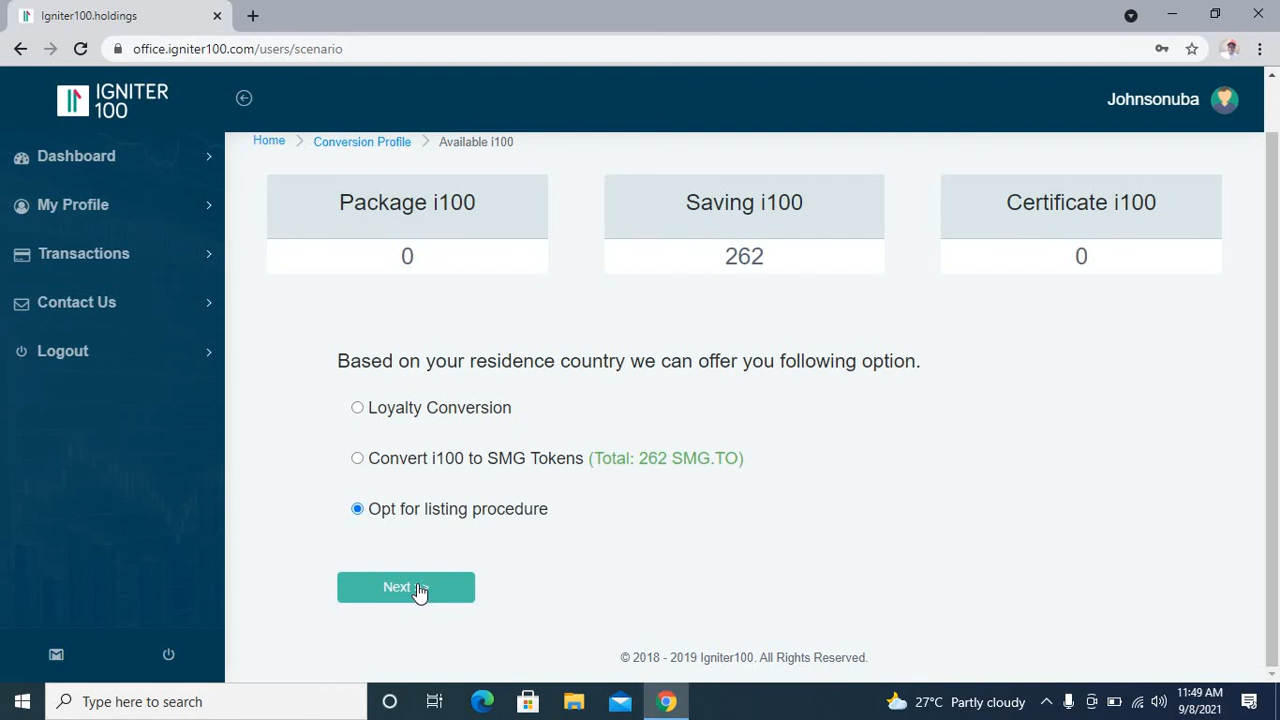 Igniter100.holdings
office.igniter100.com/users/scenario
IGNITER
100
Johnsonuba
Dashboard
My Profile
Transactions
Contact Us
Logout
Home
Conversion Profile
Available i100
Package i100
0
Saving i100
262
Certificate i100
0
Based on your residence country we can offer you following option.
Loyalty Conversion
Convert i100 to SMG Tokens (Total: 262 SMG.TO)
Opt for listing procedure
Next
© 2018 - 2019 Igniter100. All Rights Reserved.
Type here to search
27°C Partly cloudy
11:49 AM
9/8/2021